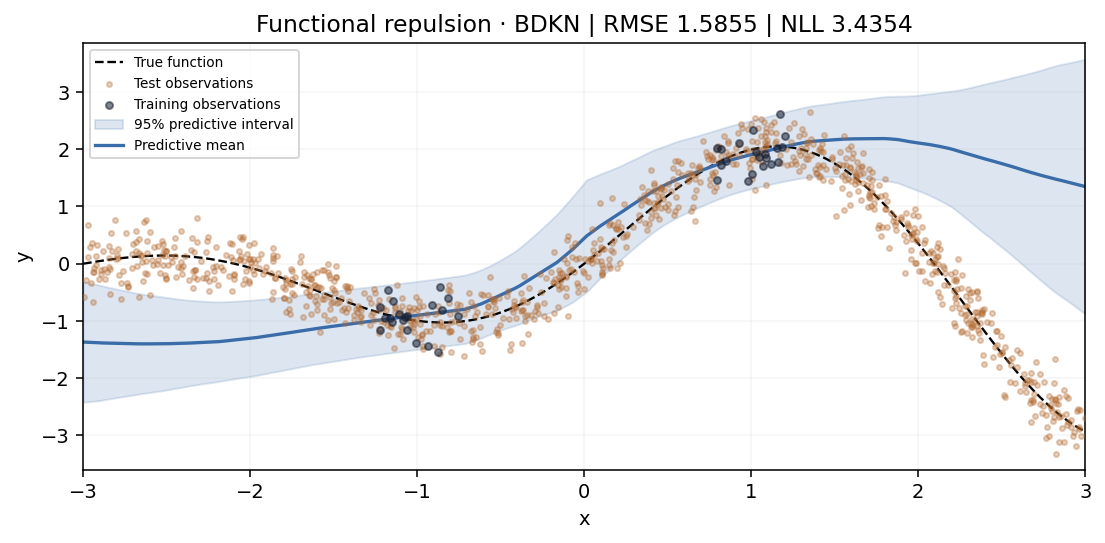 Functional repulsion · BDKN | RMSE 1.5855 | NLL 3.4354
True function
Test observations
Training observations
95% predictive interval
Predictive mean
3
2
1
0
−1
−2
−3
y
−3
−2
−1
0
1
2
3
x